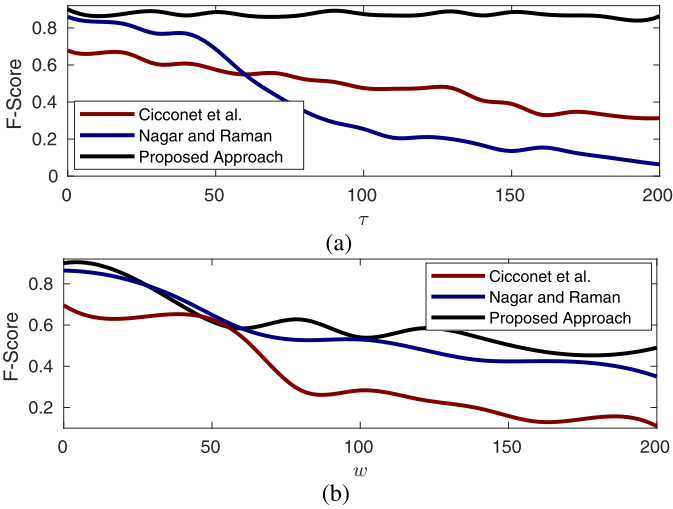 F-Score
0.8
0.6
0.4
0.2
0
Cicconet et al.
Nagar and Raman
Proposed Approach
0 50 100 150 200
τ
(a)
F-Score
0.8
0.6
0.4
0.2
Cicconet et al.
Nagar and Raman
Proposed Approach
0 50 100 150 200
w
(b)